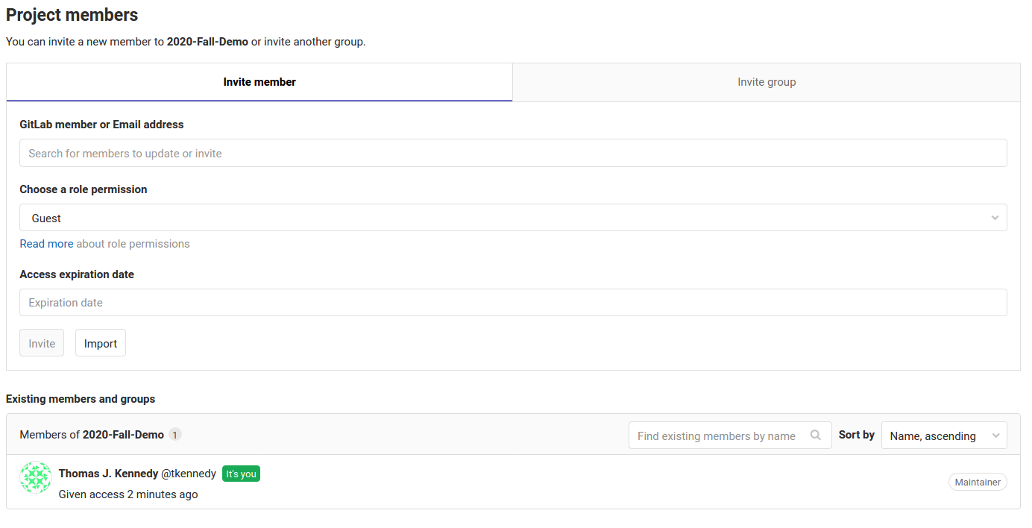 Project members
You can invite a new member to 2020-Fall-Demo or invite another group.
Invite member
Invite group
GitLab member or Email address
Search for members to update or invite
Choose a role permission
Guest
Read more about role permissions
Access expiration date
Expiration date
Invite
Import
Existing members and groups
Members of 2020-Fall-Demo 1
Find existing members by name
Sort by
Name, ascending
Thomas J. Kennedy @tkennedy It's you
Given access 2 minutes ago
Maintainer